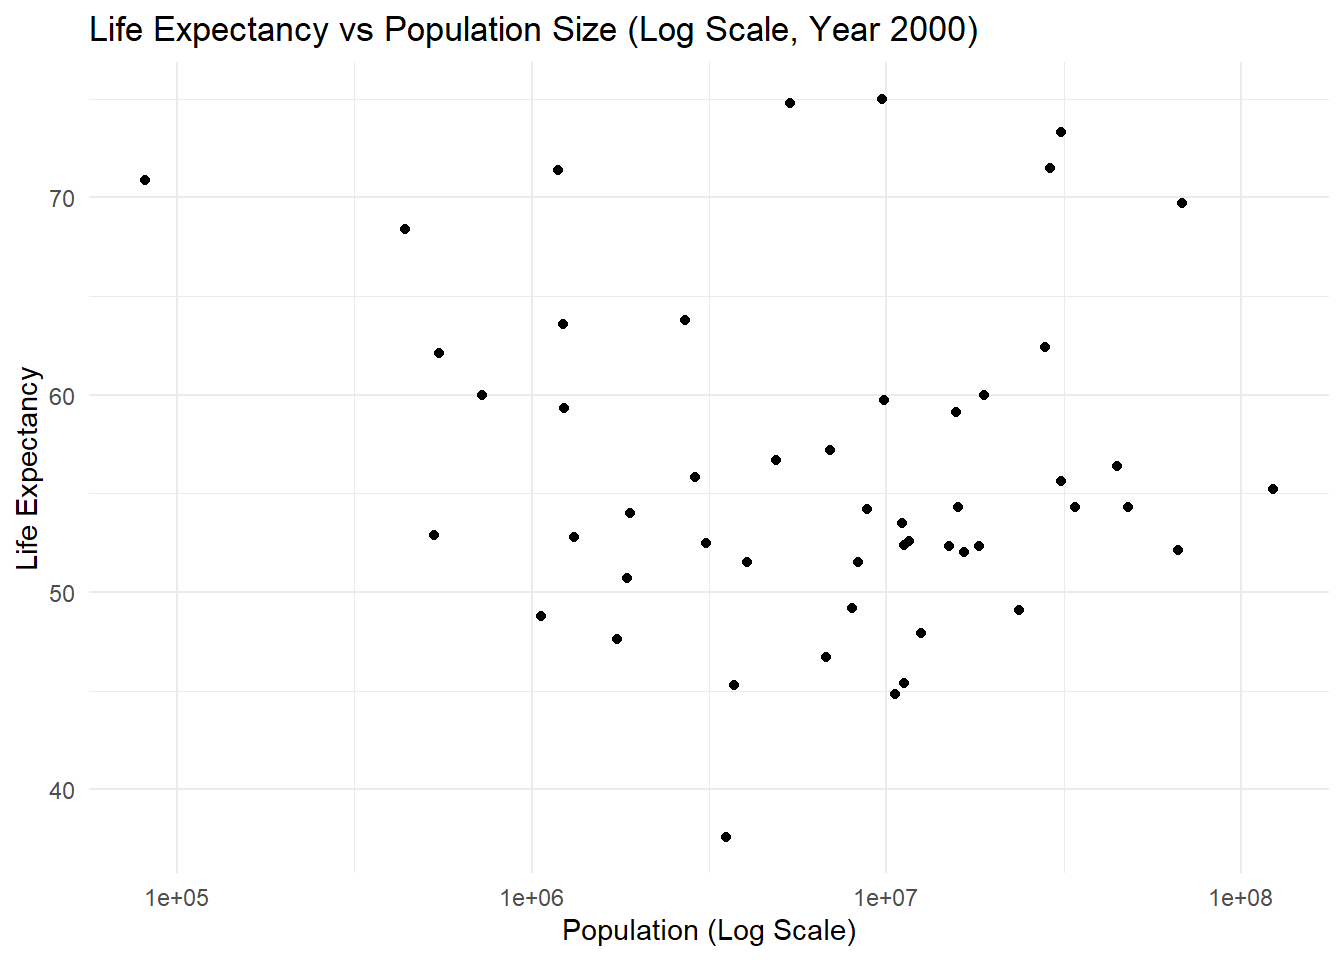 Life Expectancy vs Population Size (Log Scale, Year 2000)
Life Expectancy
70
60
50
40
1e+05 1e+06 1e+07 1e+08
Population (Log Scale)